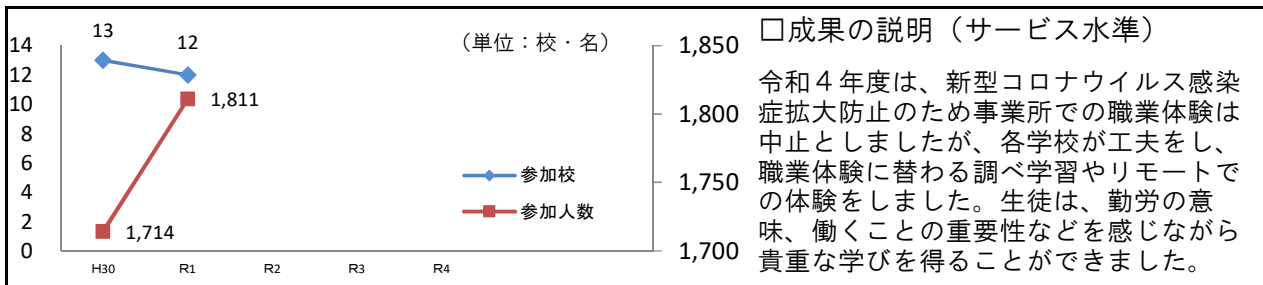 13
12
14
12
10
8
6
4
2
0
(単位：校・名)
1,850
1,800
1,750
1,700
1,811
1,714
参加校
参加人数
H30 R1 R2 R3 R4
□成果の説明（サービス水準）
令和４年度は、新型コロナウイルス感染
症拡大防止のため事業所での職業体験は
中止としましたが、各学校が工夫をし、
職業体験に替わる調べ学習やリモートで
の体験をしました。生徒は、勤労の意
味、働くことの重要性などを感じながら
貴重な学びを得ることができました。